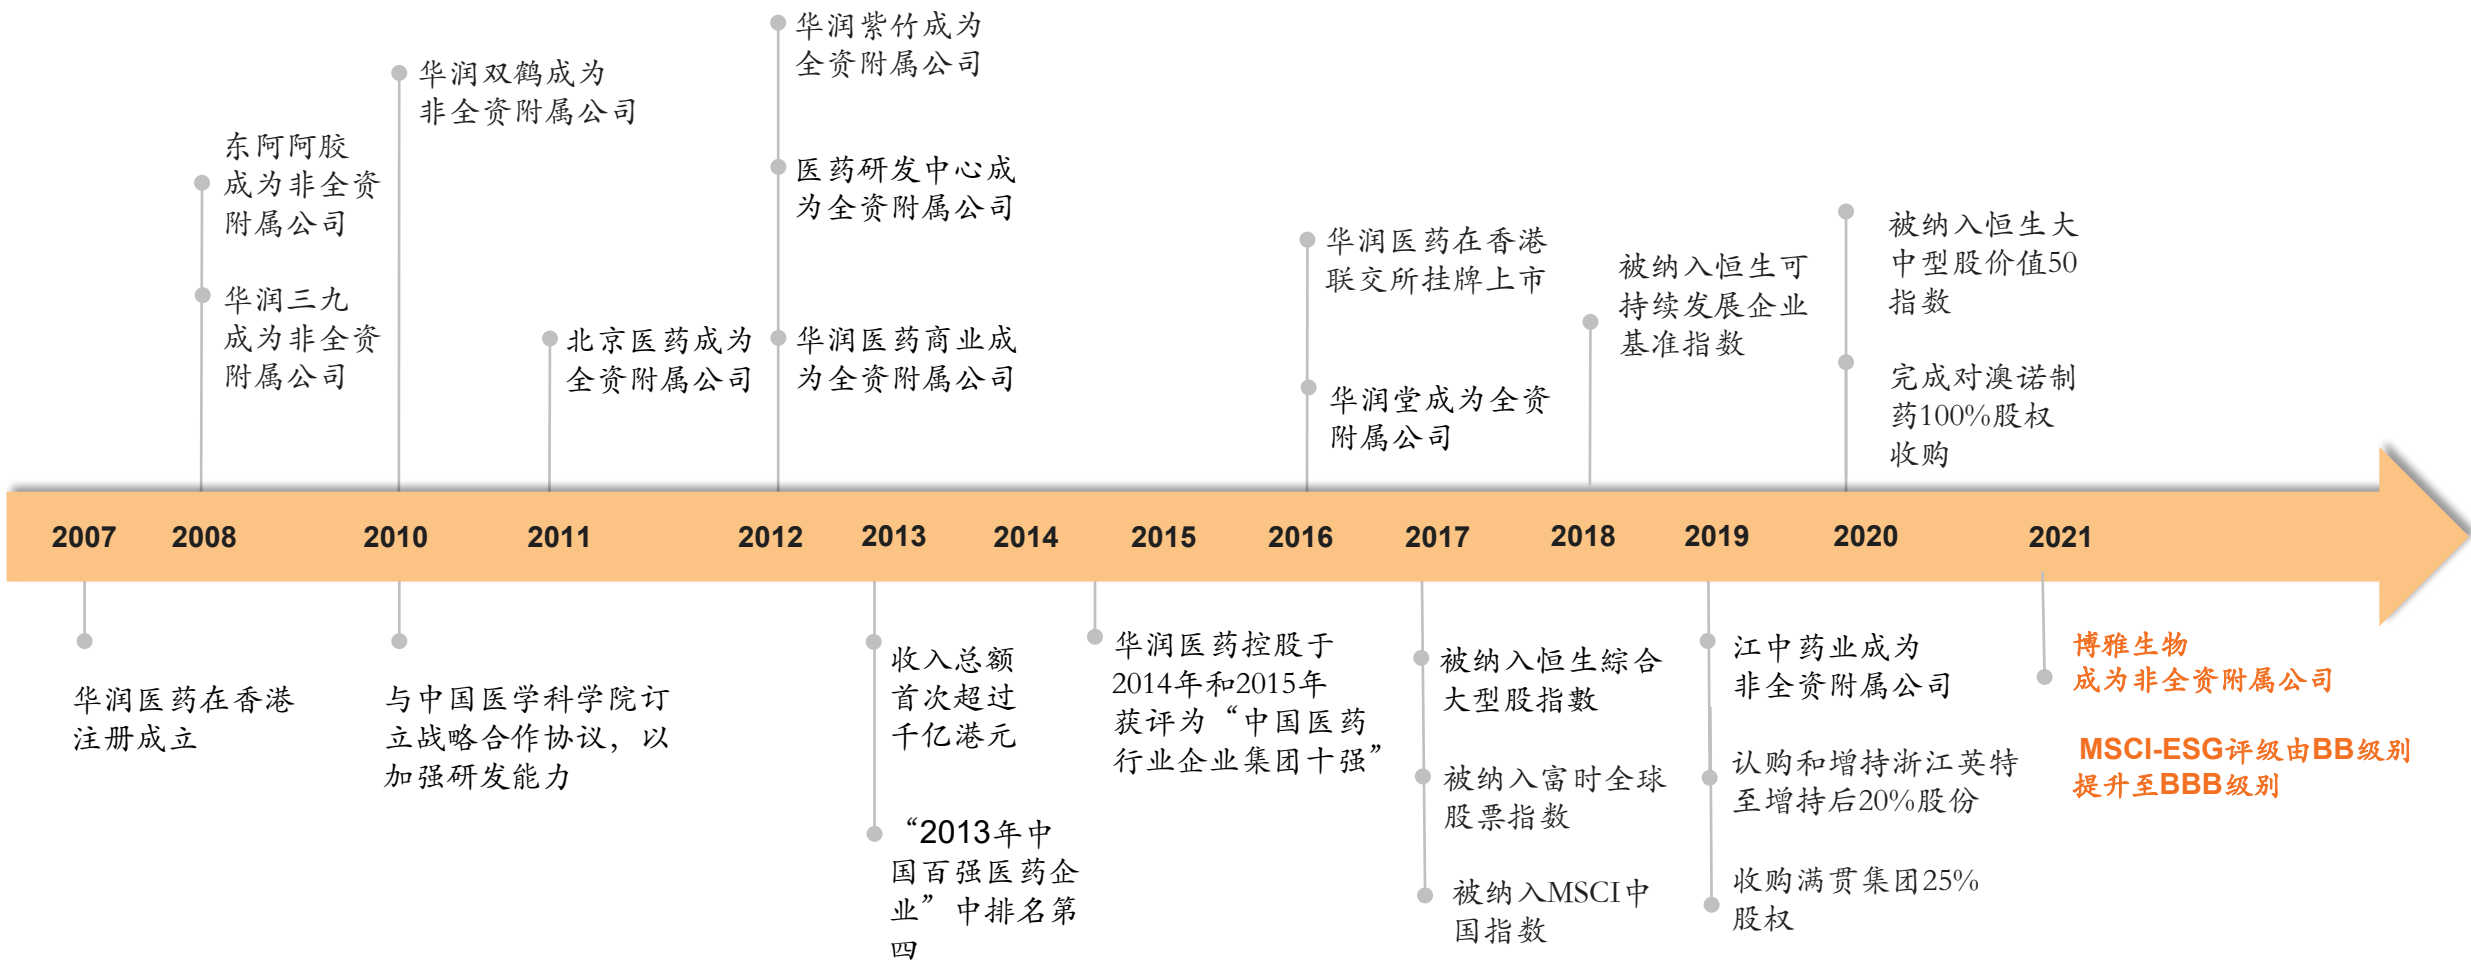 华润紫竹成为
全资附属公司
华润双鹤成为
非全资附属公司
东阿阿胶
成为非全资
附属公司
医药研发中心成
为全资附属公司
华润三九
成为非全资
附属公司
北京医药成为
全资附属公司
华润医药商业成
为全资附属公司
华润医药在香港
联交所挂牌上市
华润堂成为全资
附属公司
被纳入恒生可
持续发展企业
基准指数
被纳入恒生大
中型股价值50
指数
完成对澳诺制
药100%股权
收购
2007
2008
2010
2011
2012
2013
2014
2015
2016
2017
2018
2019
2020
2021
华润医药在香港
注册成立
与中国医学科学院订
立战略合作协议，以
加强研发能力
收入总额
首次超过
千亿港元
“2013年中
国百强医药企
业”中排名第
四
华润医药控股于
2014年和2015年
获评为“中国医药
行业企业集团十强”
被纳入恒生綜合
大型股指數
被纳入富时全球
股票指数
被纳入MSCI中
国指数
江中药业成为
非全资附属公司
认购和增持浙江英特
至增持后20%股份
收购满贯集团25%
股权
博雅生物
成为非全资附属公司
MSCI-ESG评级由BB级别
提升至BBB级别